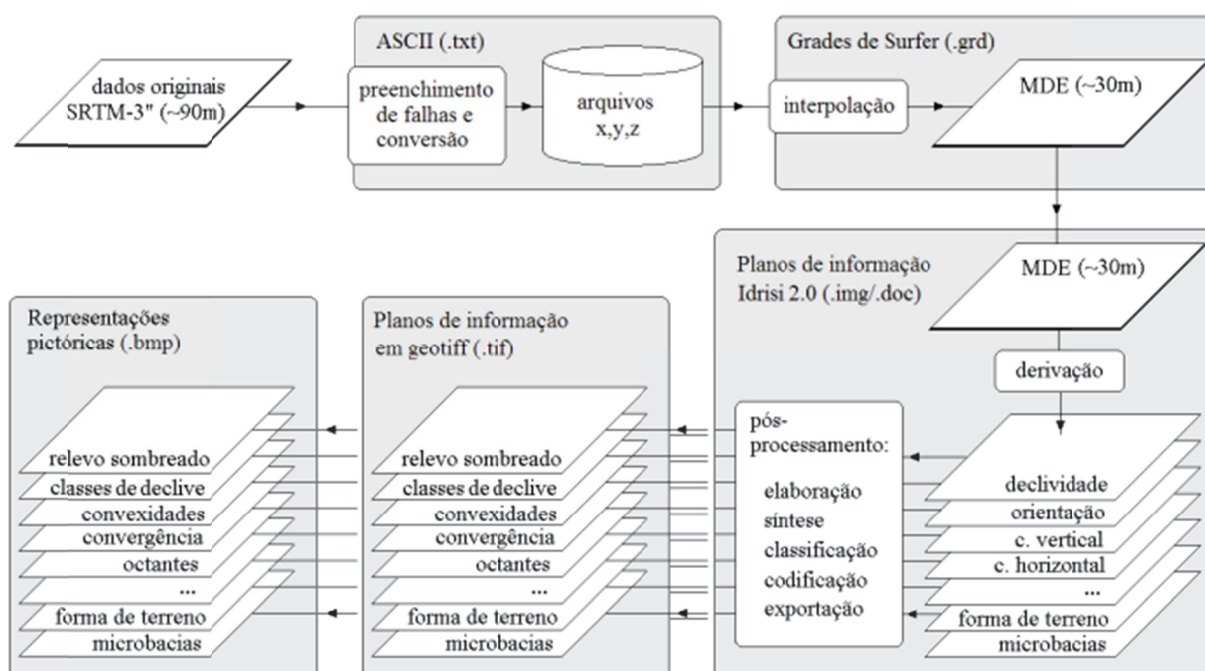 dados originais
SRTM-3" (~90m)
ASCII (.txt)
preenchimento
de falhas e
conversão
arquivos
x,y,z
Grades de Surfer (.grd)
interpolação
MDE (~30m)
Planos de informação
Idrisi 2.0 (.img/.doc)
MDE (~30m)
derivação
declividade
orientação
c. vertical
c. horizontal
...
forma de terreno
microbacias
pós-
processamento:
elaboração
síntese
classificação
codificação
exportação
Planos de informação
em geotiff (.tif)
relevo sombreado
classes de declive
convexidades
convergência
octantes
...
forma de terreno
microbacias
Representações
pictóricas (.bmp)
relevo sombreado
classes de declive
convexidades
convergência
octantes
...
forma de terreno
microbacias